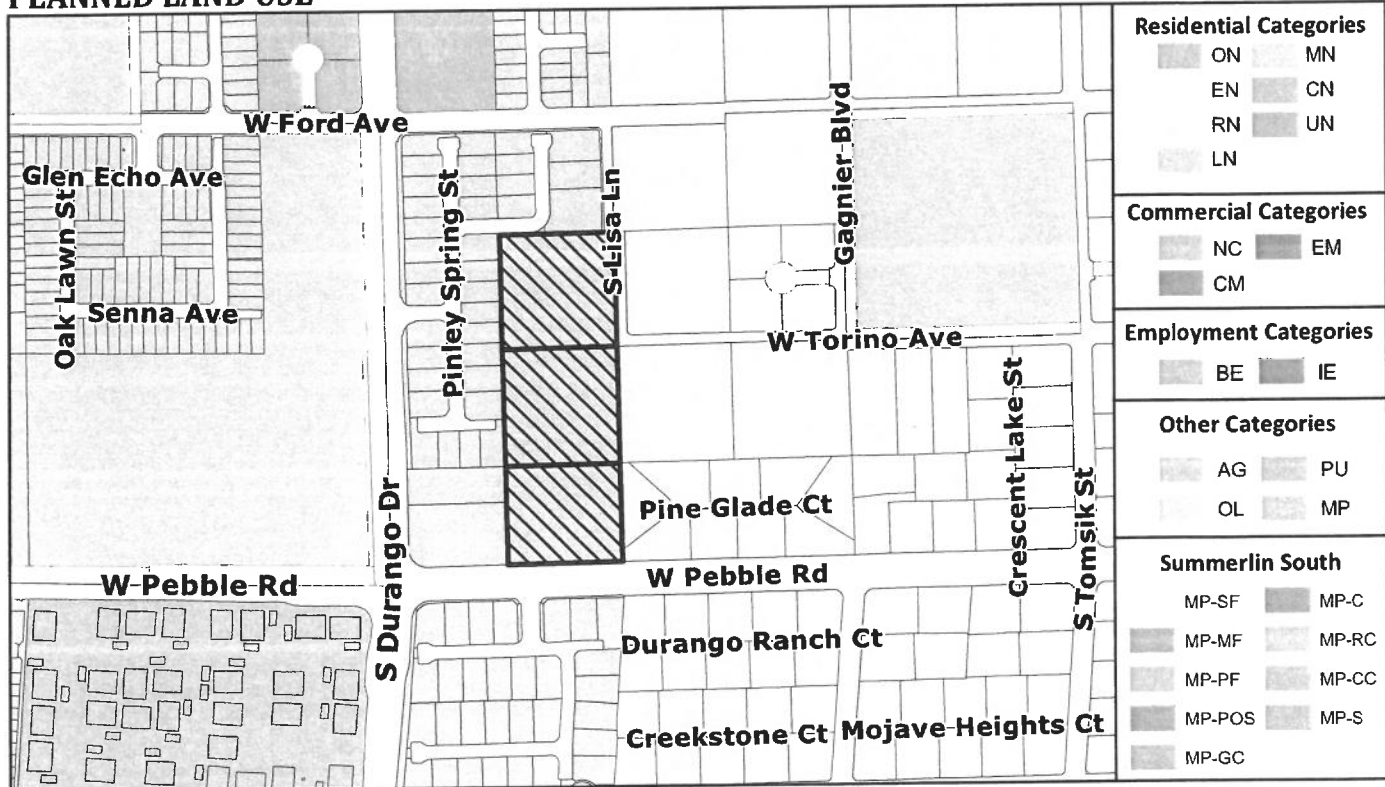 PLANNED LAND USE
W Ford Ave
Glen Echo Ave
Oak Lawn St
Senna Ave
Pinley Spring St
S Lisa Ln
Gagnier Blvd
W Torino Ave
Crescent Lake St
S Tomsik St
Pine Glade Ct
S Durango Dr
W Pebble Rd
W Pebble Rd
Durango Ranch Ct
Creekstone Ct
Mojave Heights Ct
Residential Categories
ON MN
EN CN
RN UN
LN
Commercial Categories
NC EM
CM
Employment Categories
BE IE
Other Categories
AG PU
OL MP
Summerlin South
MP-SF MP-C
MP-MF MP-RC
MP-PF MP-CC
MP-POS MP-S
MP-GC